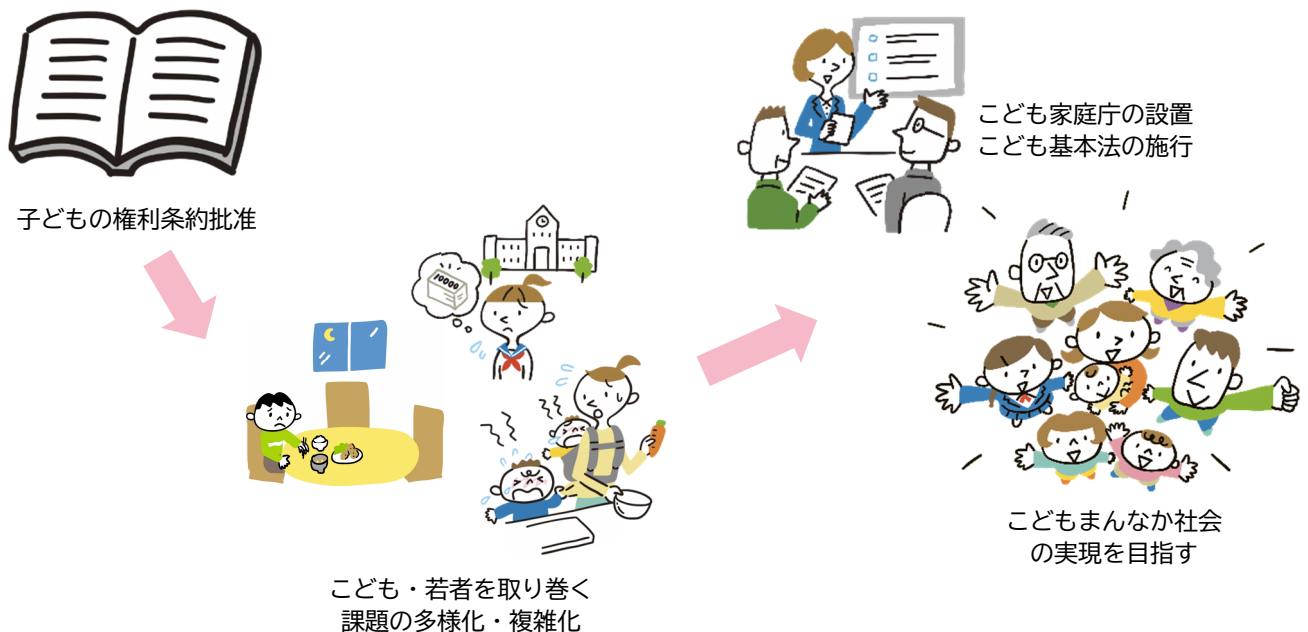 子どもの権利条約批准
10000
こども・若者を取り巻く
課題の多様化・複雑化
こども家庭庁の設置
こども基本法の施行
こどもまんなか社会
の実現を目指す